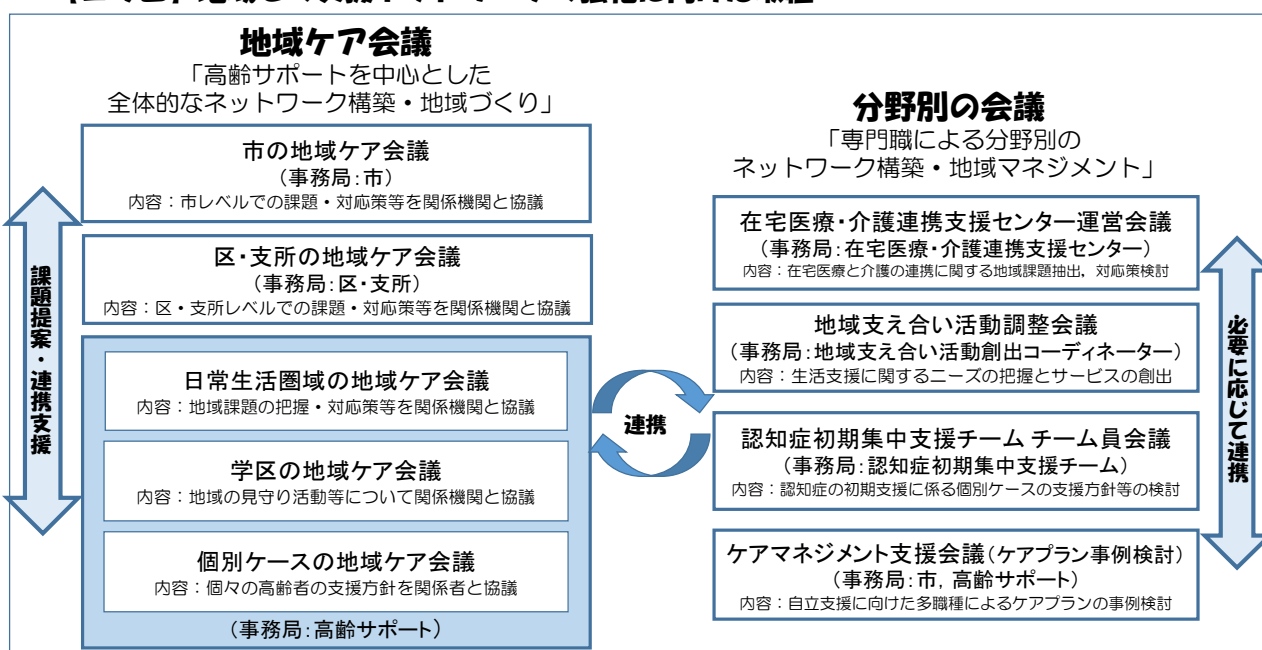 地域ケア会議
「高齢サポートを中心とした
全体的なネットワーク構築・地域づくり」
市の地域ケア会議
(事務局:市)
内容:市レベルでの課題・対応策等を関係機関と協議
区・支所の地域ケア会議
(事務局:区・支所)
内容:区・支所レベルでの課題・対応策等を関係機関と協議
日常生活圏域の地域ケア会議
内容:地域課題の把握・対応策等を関係機関と協議
学区の地域ケア会議
内容:地域の見守り活動等について関係機関と協議
個別ケースの地域ケア会議
内容:個々の高齢者の支援方針を関係者と協議
(事務局:高齢サポート)
課題提案・連携支援
連携
分野別の会議
「専門職による分野別の
ネットワーク構築・地域マネジメント」
在宅医療・介護連携支援センター運営会議
(事務局:在宅医療・介護連携支援センター)
内容:在宅医療と介護の連携に関する地域課題抽出,対応策検討
地域支え合い活動調整会議
(事務局:地域支え合い活動創出コーディネーター)
内容:生活支援に関するニーズの把握とサービスの創出
認知症初期集中支援チーム チーム員会議
(事務局:認知症初期集中支援チーム)
内容:認知症の初期支援に係る個別ケースの支援方針等の検討
ケアマネジメント支援会議(ケアプラン事例検討)
(事務局:市,高齢サポート)
内容:自立支援に向けた多職種によるケアプランの事例検討
必要に応じて連携